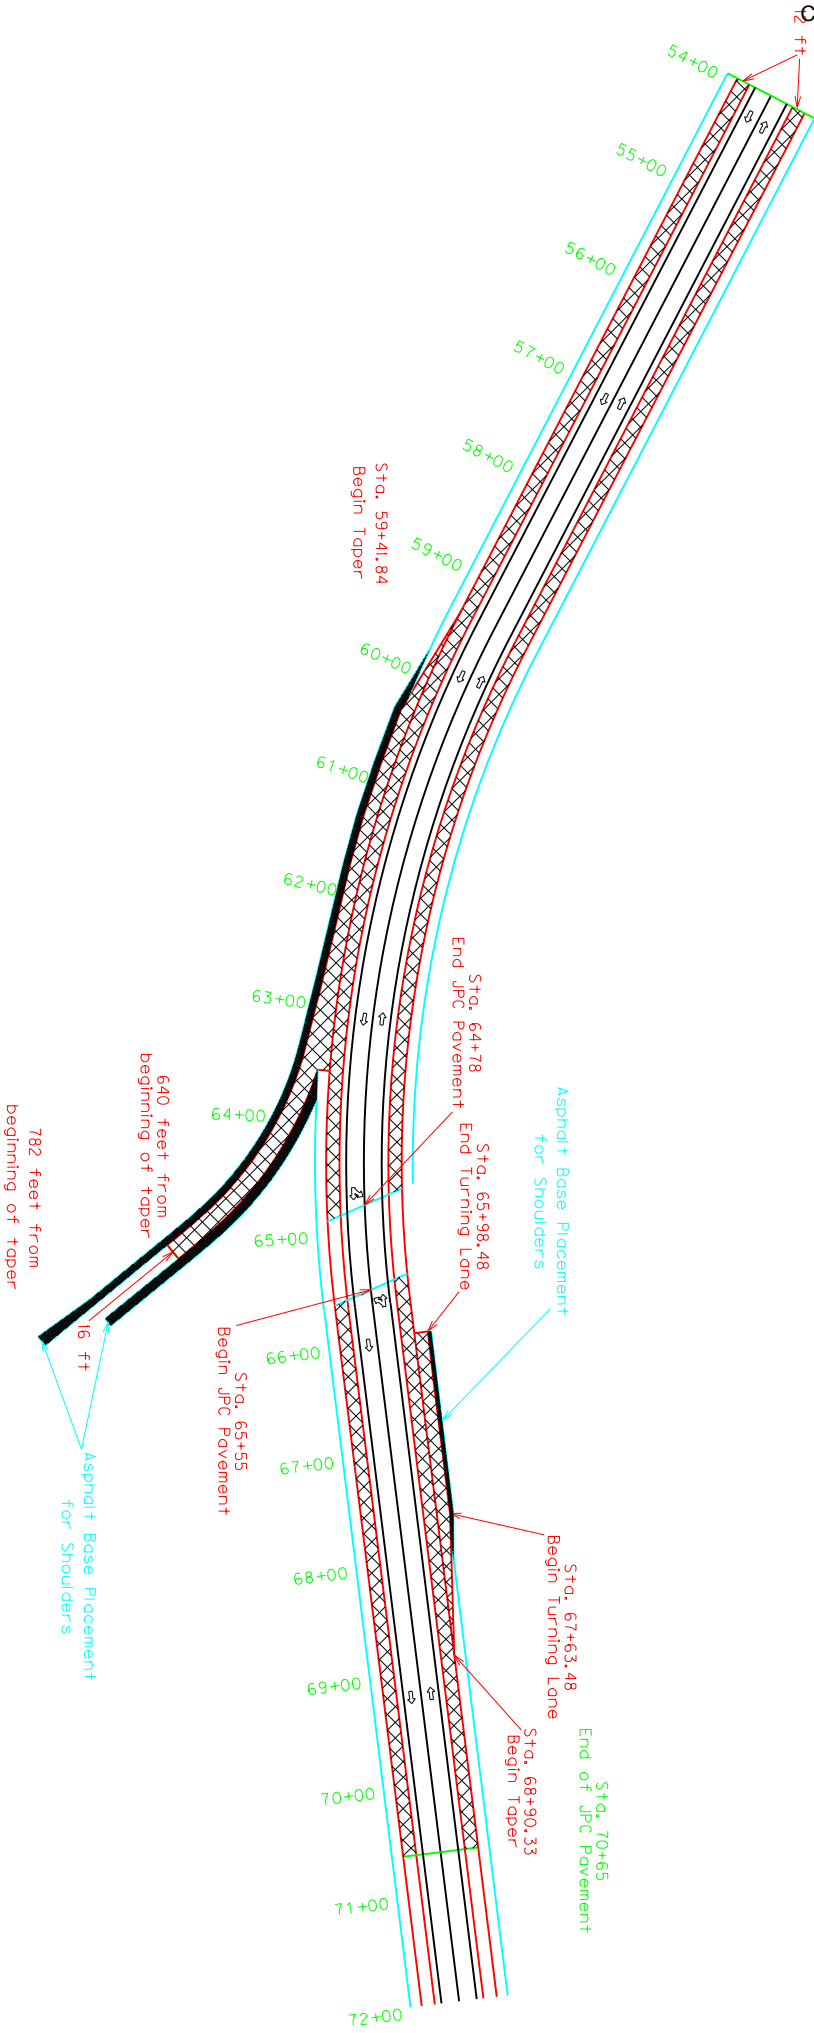 C
12 ft
54+00
55+00
56+00
57+00
58+00
Sta. 59+41.84
Begin Taper
59+00
60+00
61+00
62+00
63+00
Sta. 64+78
End JPC Pavement
64+00
640 feet from
beginning of taper
782 feet from
beginning of taper
Asphalt Base Placement
for Shoulders
Sta. 65+98.48
End Turning Lane
65+00
16 ft
66+00
Sta. 65+55
Begin JPC Pavement
67+00
Asphalt Base Placement
for Shoulders
Sta. 67+63.48
Begin Turning Lane
68+00
69+00
Sta. 68+90.33
Begin Taper
Sta. 70+65
End of JPC Pavement
70+00
71+00
72+00